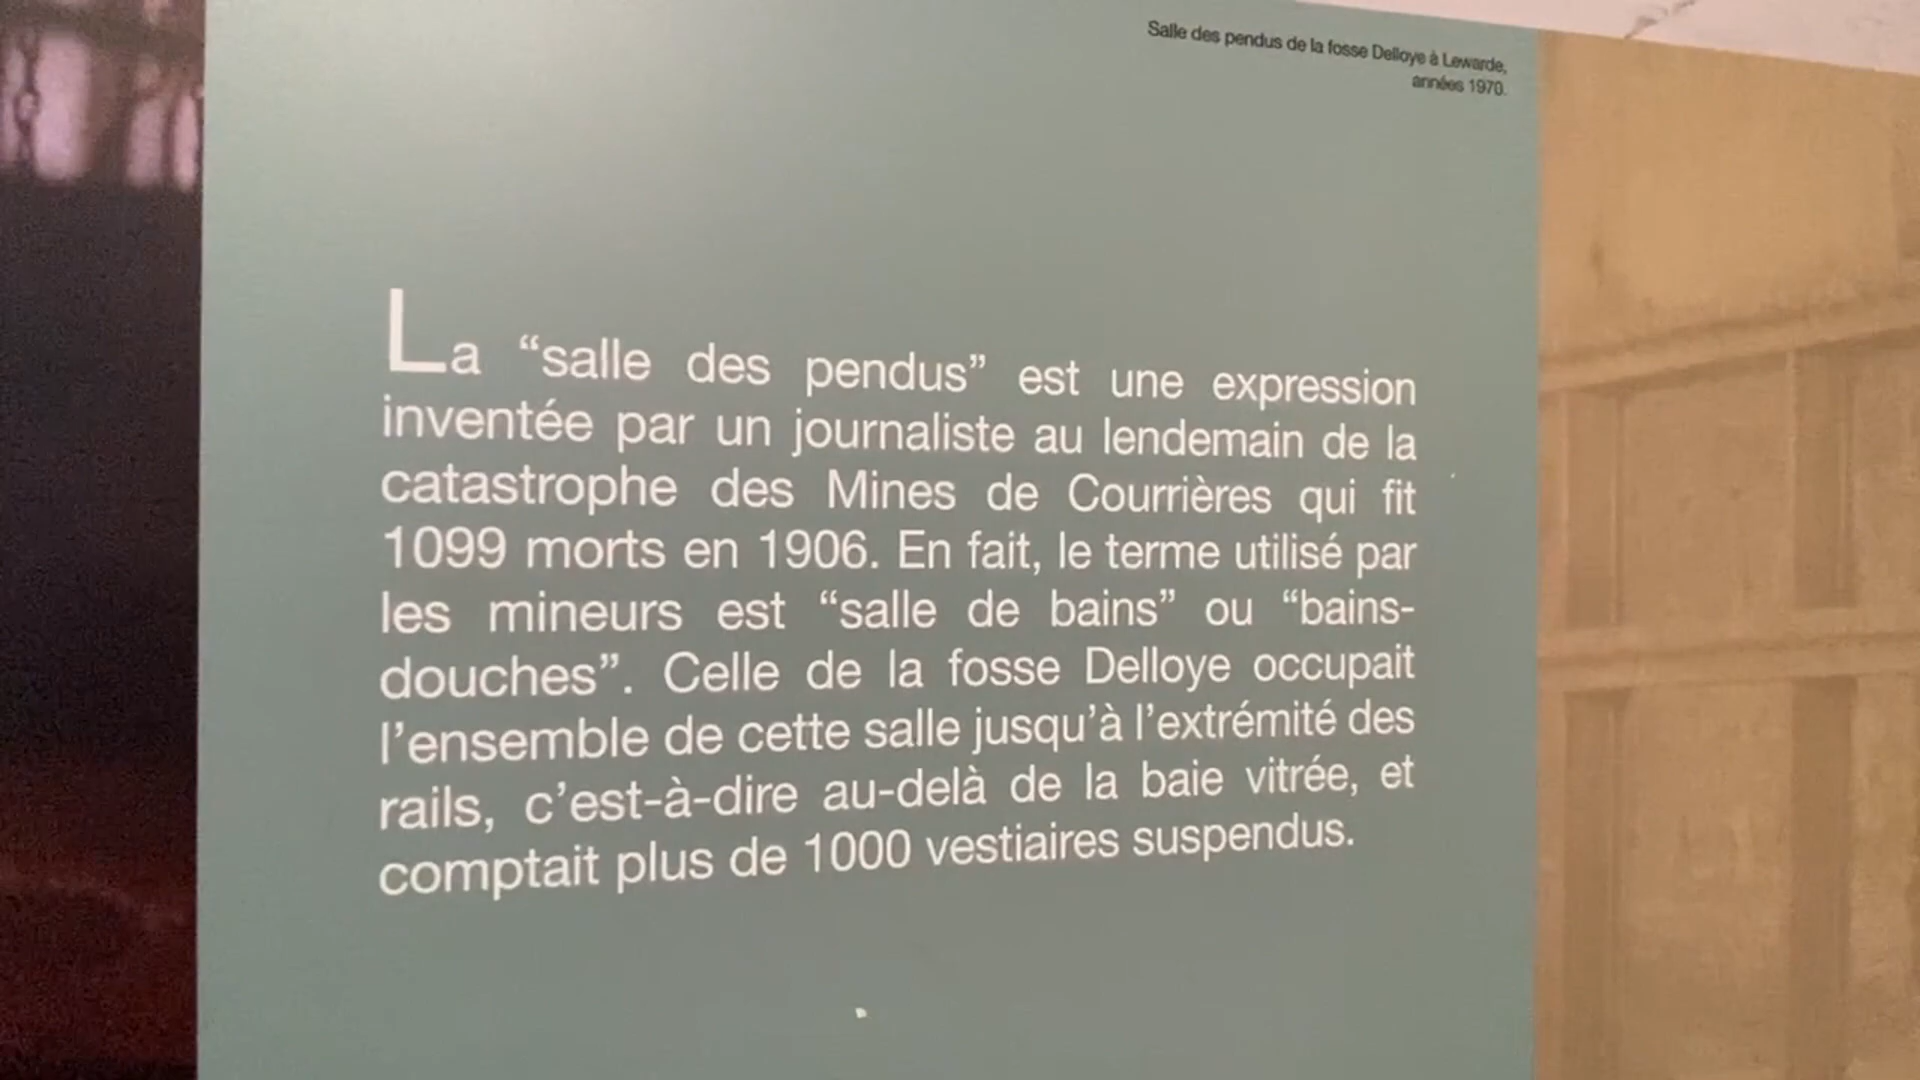 Salle des pendus de la fosse Delloye à Lewarde,
années 1970.
La “salle des pendus” est une expression
inventée par un journaliste au lendemain de la
catastrophe des Mines de Courrières qui fit
1099 morts en 1906. En fait, le terme utilisé par
les mineurs est “salle de bains” ou “bains-
douches”. Celle de la fosse Delloye occupait
l’ensemble de cette salle jusqu’à l’extrémité des
rails, c’est-à-dire au-delà de la baie vitrée, et
comptait plus de 1000 vestiaires suspendus.